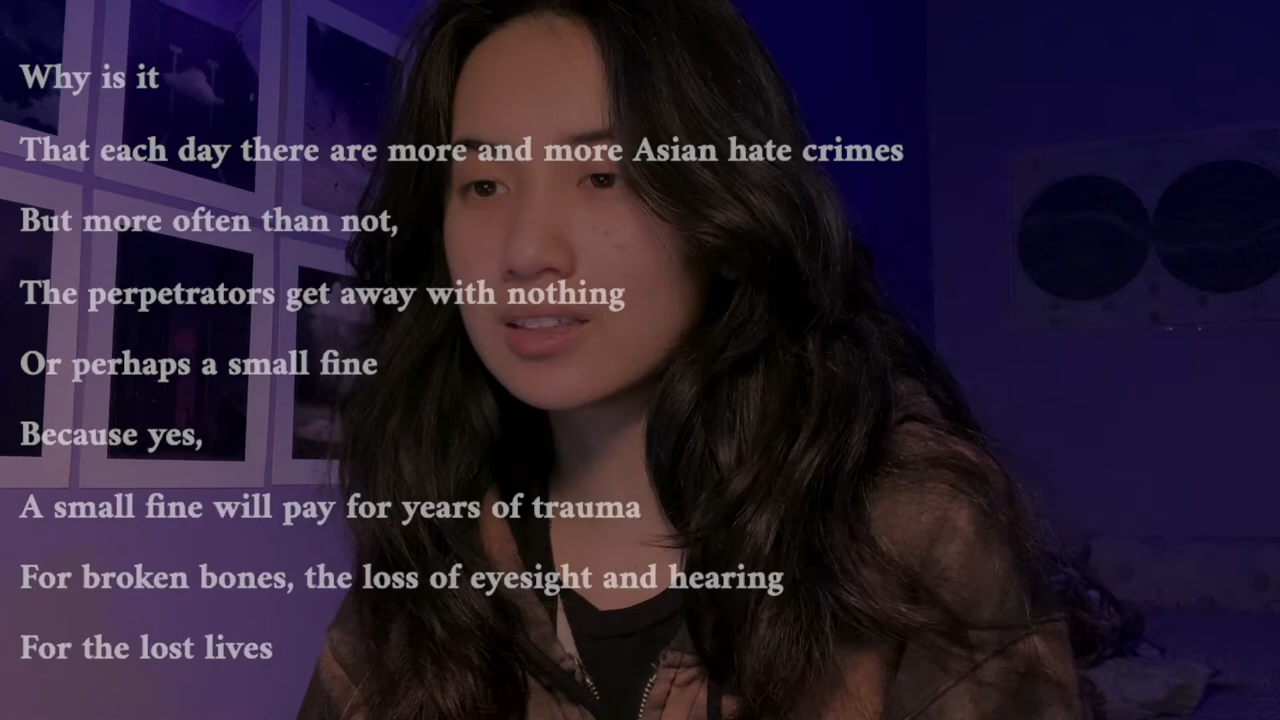 Why is it
That each day there are more and more Asian hate crimes
But more often than not,
The perpetrators get away with nothing
Or perhaps a small fine
Because yes,
A small fine will pay for years of trauma
For broken bones, the loss of eyesight and hearing
For the lost lives